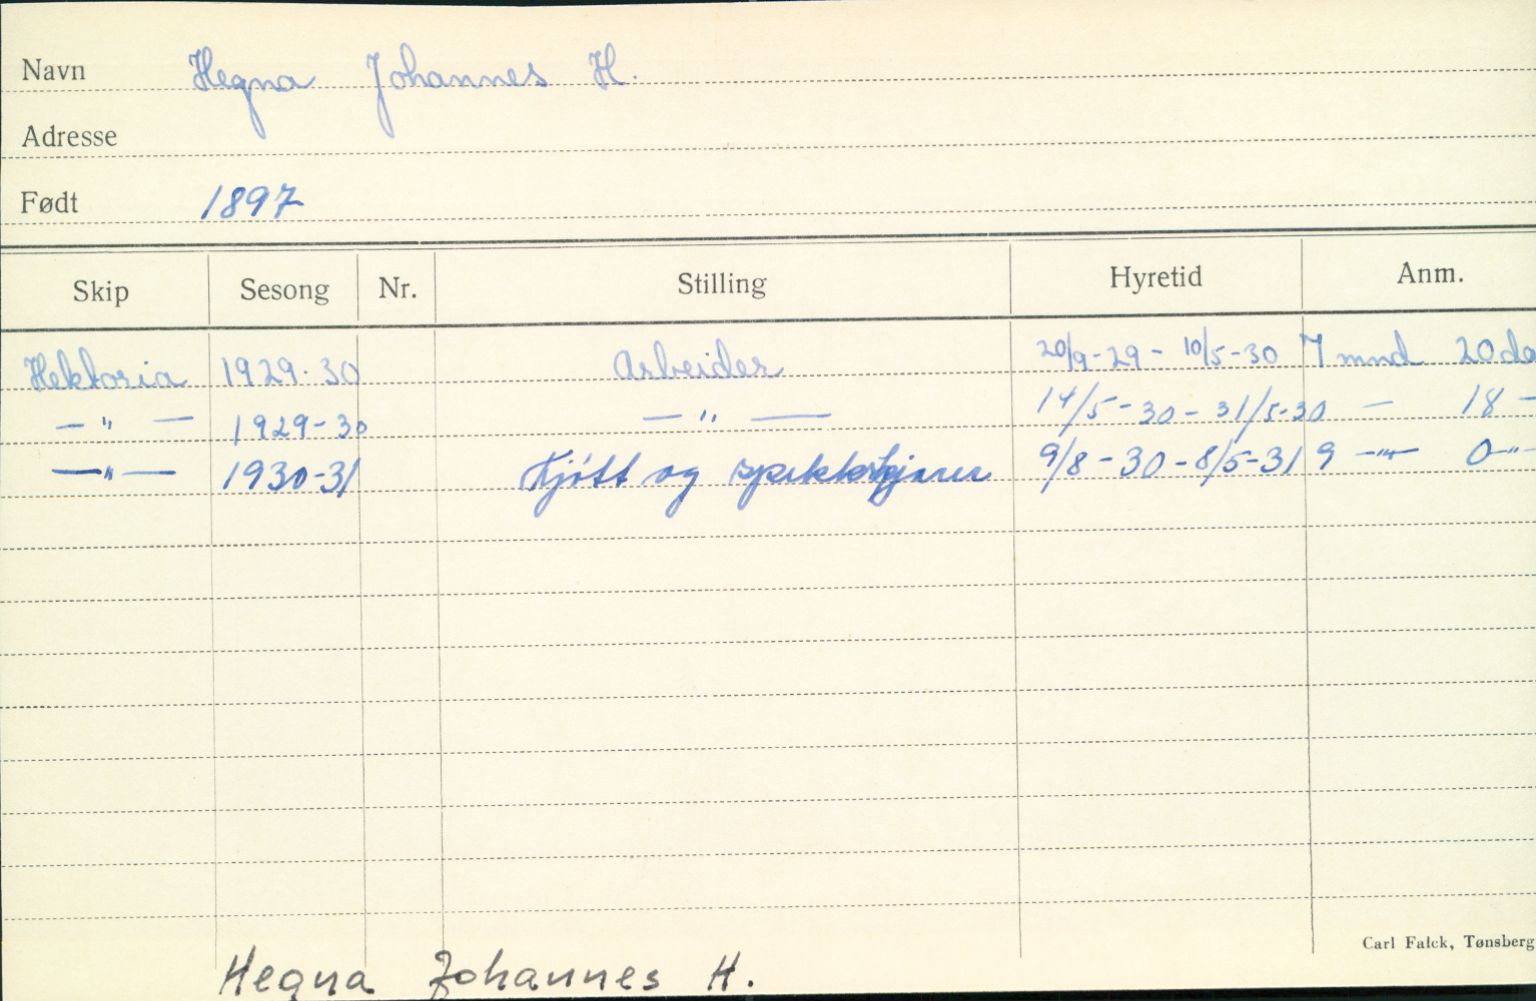 Navn Hegna Johannes H.
Adresse
Født 1897
Skip Sesong Nr. Stilling Hyretid Anm.
Hektoria 1929-30 Arbeider 20/9-29 - 10/5-30 7 mnd 20 da
— " — 1929-30 — " — 14/5-30 - 31/5-30 — 18 —
— " — 1930-31 Kjøtt og 9/8-30 - 8/5-31 9 — " — 0 — " —
Carl Falck, Tønsberg
Hegna Johannes H.